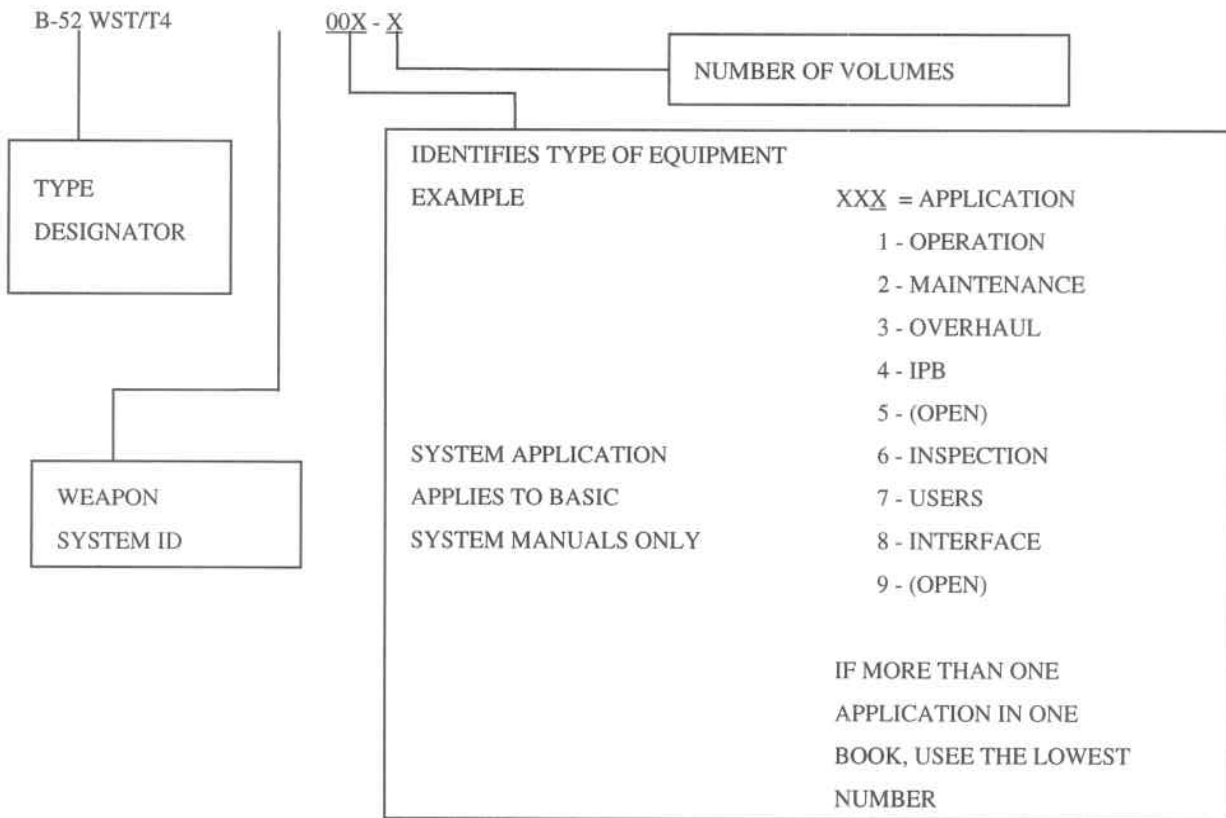 B-52 WST/T4 00X - X
NUMBER OF VOLUMES
TYPE
DESIGNATOR
WEAPON
SYSTEM ID
IDENTIFIES TYPE OF EQUIPMENT
EXAMPLE XXX = APPLICATION
1 - OPERATION
2 - MAINTENANCE
3 - OVERHAUL
4 - IPB
5 - (OPEN)
SYSTEM APPLICATION 6 - INSPECTION
APPLIES TO BASIC 7 - USERS
SYSTEM MANUALS ONLY 8 - INTERFACE
9 - (OPEN)
IF MORE THAN ONE
APPLICATION IN ONE
BOOK, USEE THE LOWEST
NUMBER